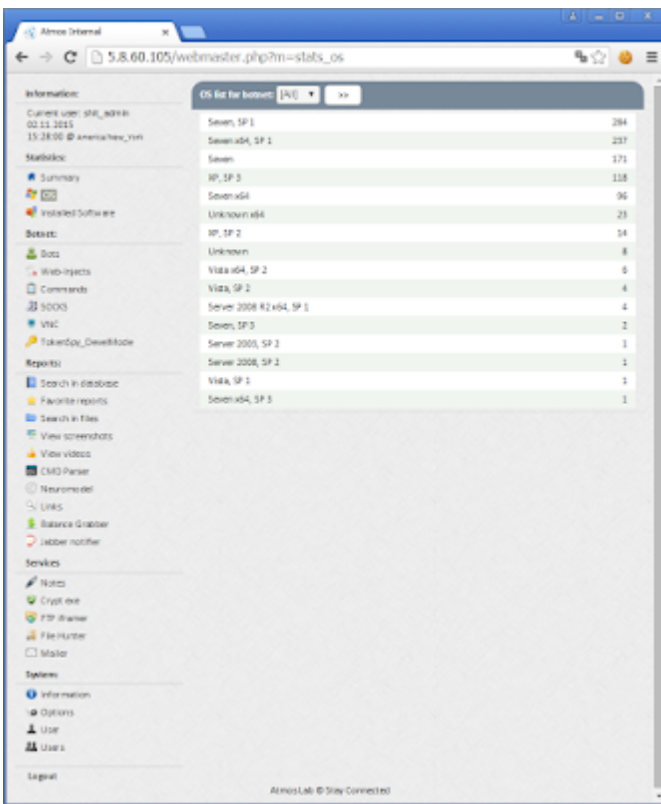 Atmos Internal
5.8.60.105/webmaster.php?m=stats_os
Information:
Current user: shit_admin
02.11.2015
15:28:00 @ America/New_York
Statistics:
Summary
OS
Installed Software
Botnet:
Bots
Web-Injects
Commands
SOCKS
VNC
TokenSpy_DevelMode
Reports:
Search in database
Favorite reports
Search in files
View screenshots
View videos
CMD Parser
Neuromodel
Links
Balance Grabber
Jabber notifier
Services
Notes
Crypt exe
FTP iframer
File Hunter
Mailer
System:
Information
Options
User
Users
Logout
OS list for botnet: [All] >>
Seven, SP 1 284
Seven x64, SP 1 237
Seven 171
XP, SP 3 118
Seven x64 96
Unknown x64 23
XP, SP 2 14
Unknown 8
Vista x64, SP 2 6
Vista, SP 2 4
Server 2008 R2 x64, SP 1 4
Seven, SP 3 2
Server 2003, SP 2 1
Server 2008, SP 2 1
Vista, SP 1 1
Seven x64, SP 3 1
Atmos Lab © Stay Connected